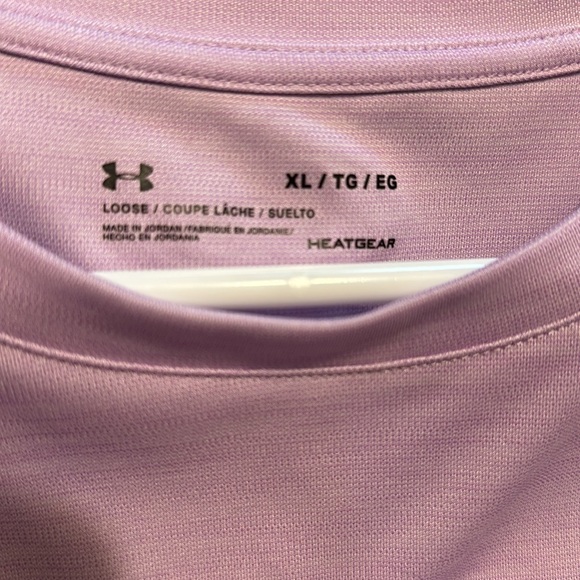 XL / TG / EG
LOOSE / COUPE LÂCHE / SUELTO
MADE IN JORDAN / FABRIQUÉ EN JORDANIE /
HECHO EN JORDANIA
HEATGEAR